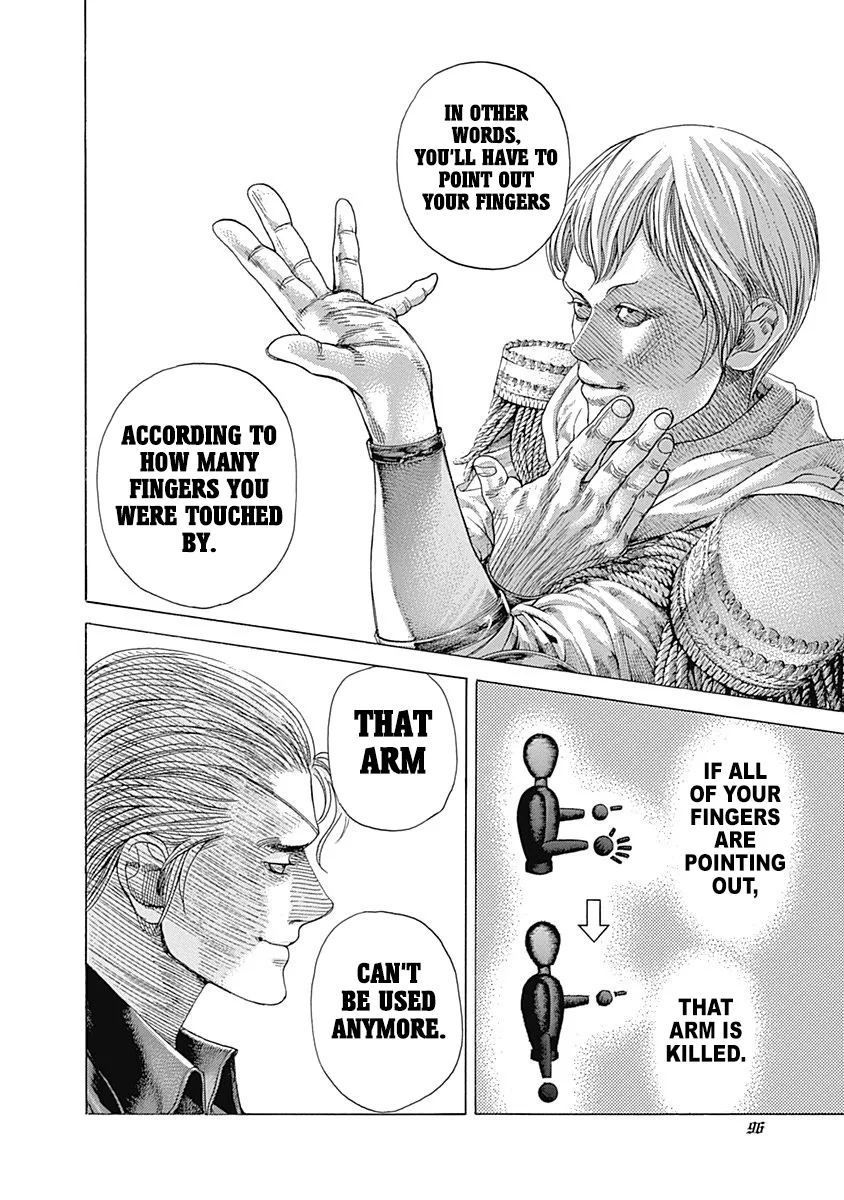 IN OTHER
WORDS,
YOU'LL HAVE TO
POINT OUT
YOUR FINGERS
ACCORDING TO
HOW MANY
FINGERS YOU
WERE TOUCHED
BY.
IF ALL
OF YOUR
FINGERS
ARE
POINTING
OUT,
THAT
ARM IS
KILLED.
THAT
ARM
CAN'T
BE USED
ANYMORE.
96